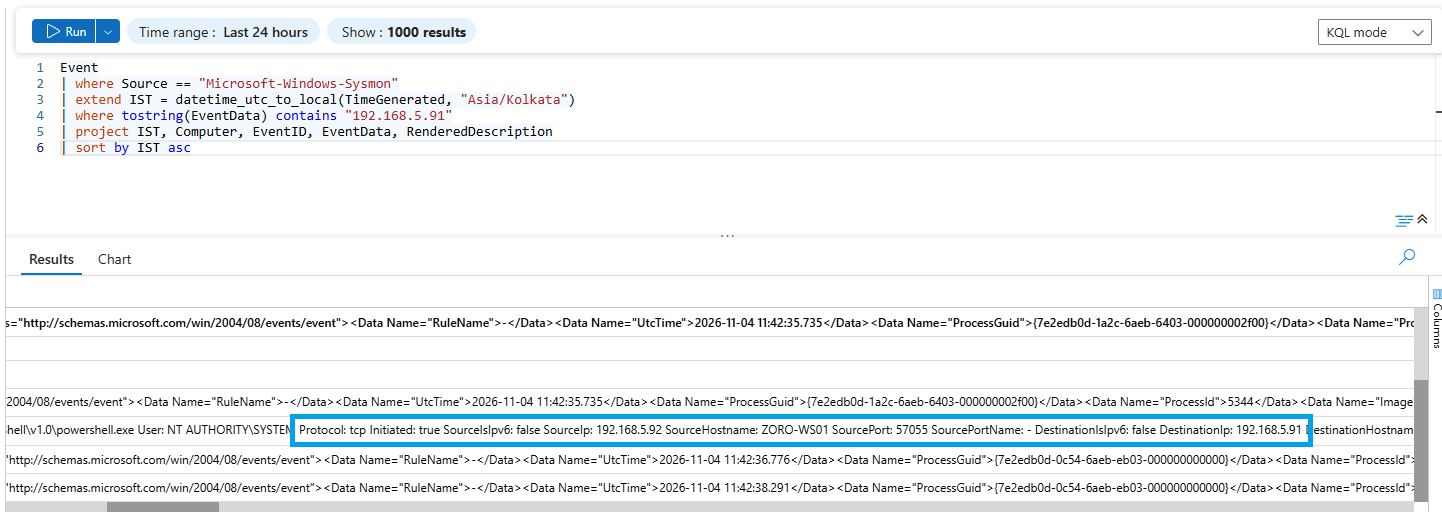 Run
Time range : Last 24 hours
Show : 1000 results
KQL mode
1 Event
2 | where Source == "Microsoft-Windows-Sysmon"
3 | extend IST = datetime_utc_to_local(TimeGenerated, "Asia/Kolkata")
4 | where tostring(EventData) contains "192.168.5.91"
5 | project IST, Computer, EventID, EventData, RenderedDescription
6 | sort by IST asc
...
Results Chart
Columns
s="http://schemas.microsoft.com/win/2004/08/events/event"><Data Name="RuleName">-</Data><Data Name="UtcTime">2026-11-04 11:42:35.735</Data><Data Name="ProcessGuid">{7e2edb0d-1a2c-6aeb-6403-000000002f00}</Data><Data Name="Pro
2004/08/events/event"><Data Name="RuleName">-</Data><Data Name="UtcTime">2026-11-04 11:42:35.735</Data><Data Name="ProcessGuid">{7e2edb0d-1a2c-6aeb-6403-000000002f00}</Data><Data Name="ProcessId">5344</Data><Data Name="Image
hell\v1.0\powershell.exe User: NT AUTHORITY\SYSTEM Protocol: tcp Initiated: true SourceIsIpv6: false SourceIp: 192.168.5.92 SourceHostname: ZORO-WS01 SourcePort: 57055 SourcePortName: - DestinationIsIpv6: false DestinationIp: 192.168.5.91 DestinationHostnam
"http://schemas.microsoft.com/win/2004/08/events/event"><Data Name="RuleName">-</Data><Data Name="UtcTime">2026-11-04 11:42:36.776</Data><Data Name="ProcessGuid">{7e2edb0d-0c54-6aeb-eb03-000000000000}</Data><Data Name="ProcessId">
"http://schemas.microsoft.com/win/2004/08/events/event"><Data Name="RuleName">-</Data><Data Name="UtcTime">2026-11-04 11:42:38.291</Data><Data Name="ProcessGuid">{7e2edb0d-0c54-6aeb-eb03-000000000000}</Data><Data Name="ProcessId">